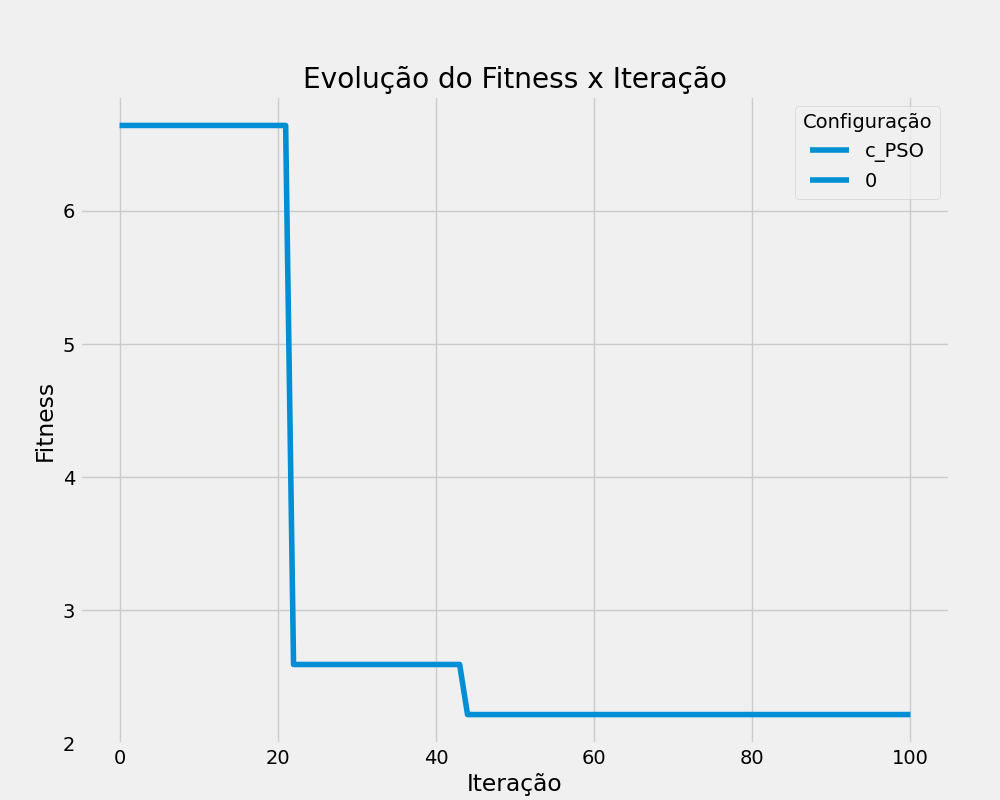 Evolução do Fitness x Iteração
Configuração
c_PSO
0
Fitness
6
5
4
3
2
0 20 40 60 80 100
Iteração